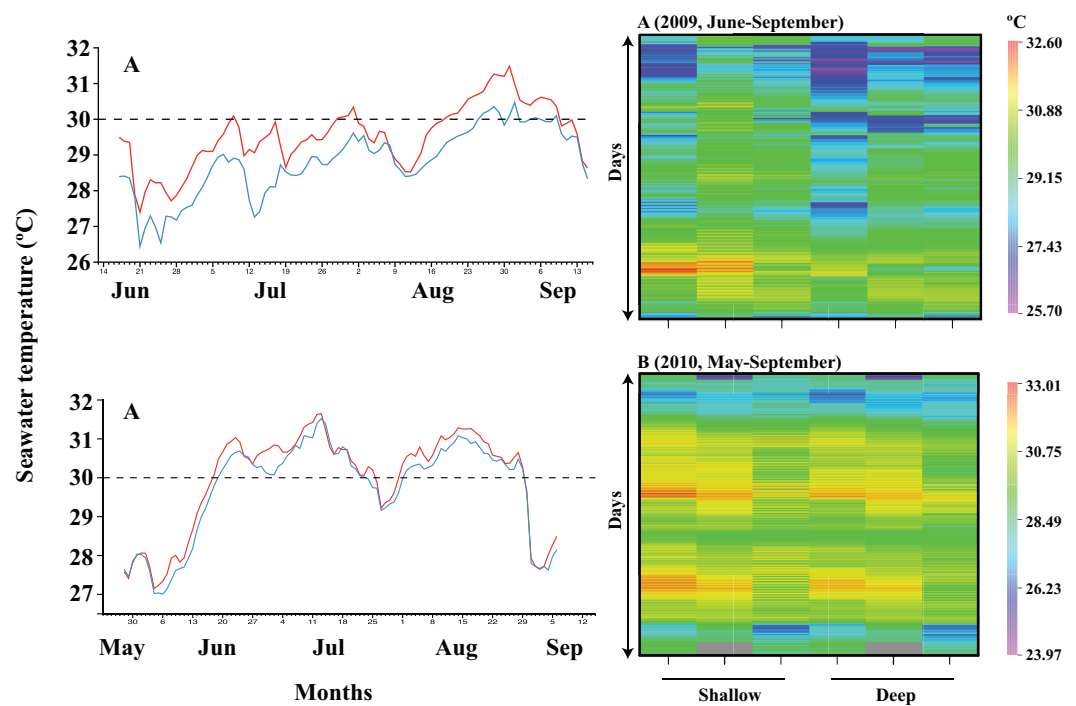 A (2009, June-September)
ºC
32
31
30
29
28
27
26
A
14 21 28 5 12 19 26 2 9 16 23 30 6 13
Jun Jul Aug Sep
Days
32.60
30.88
29.15
27.43
25.70
Seawater temperature (ºC)
B (2010, May-September)
32
31
30
29
28
27
A
30 6 13 20 27 4 11 18 25 1 8 15 22 29 5 12
May Jun Jul Aug Sep
Months
Days
33.01
30.75
28.49
26.23
23.97
Shallow Deep